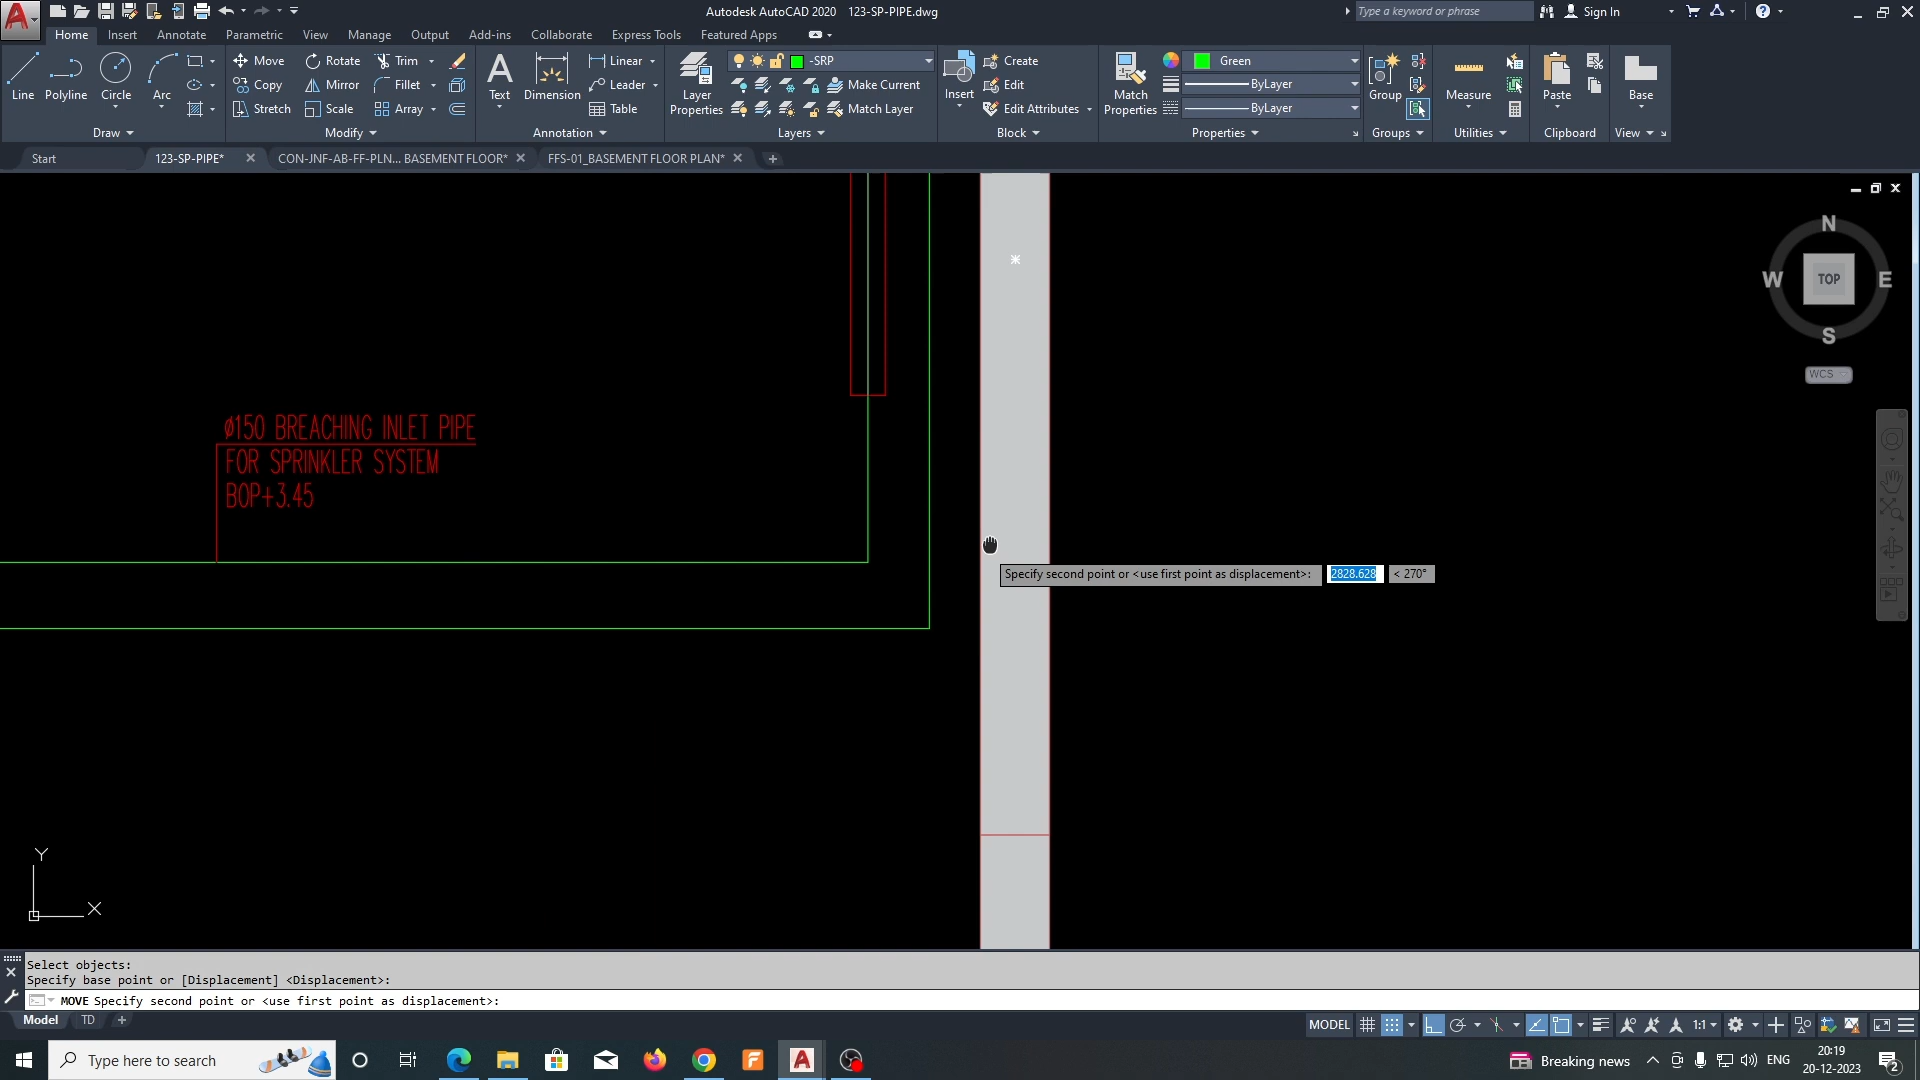 Autodesk AutoCAD 2020 123-SP-PIPE.dwg
Type a keyword or phrase
Sign In
Home Insert Annotate Parametric View Manage Output Add-ins Collaborate Express Tools Featured Apps
Line Polyline Circle Arc
Move Rotate Trim
Copy Mirror Fillet
Stretch Scale Array
Text Dimension
Linear
Leader
Table
Layer Properties
-SRP
Make Current
Match Layer
Insert
Create
Edit
Edit Attributes
Match Properties
Green
ByLayer
ByLayer
Group
Measure
Paste
Base
Draw Modify Annotation Layers Block Properties Groups Utilities Clipboard View
Start 123-SP-PIPE* CON-JNF-AB-FF-PLN... BASEMENT FLOOR* FFS-01_BASEMENT FLOOR PLAN*
N
W TOP E
S
WCS
ø150 BREACHING INLET PIPE
FOR SPRINKLER SYSTEM
BOP+3.45
Specify second point or <use first point as displacement>: 2828.628 < 270°
Y
X
Select objects:
Specify base point or [Displacement] <Displacement>:
MOVE Specify second point or <use first point as displacement>:
Model TD
MODEL 1:1
Type here to search
Breaking news
ENG
20:19
20-12-2023
2